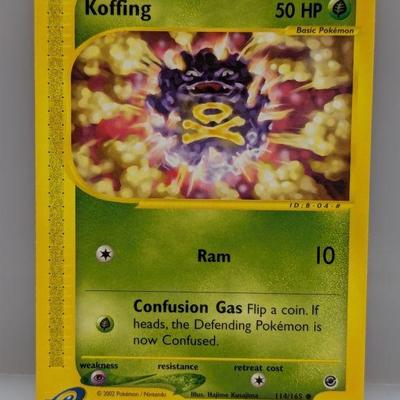 Koffing 50 HP
Basic Pokémon
ID:B-04-#
Ram 10
Confusion Gas Flip a coin. If
heads, the Defending Pokémon is
now Confused.
weakness resistance retreat cost
Illus. Hajime Kusajima
114/165 ●
© 2002 Pokémon / Nintendo